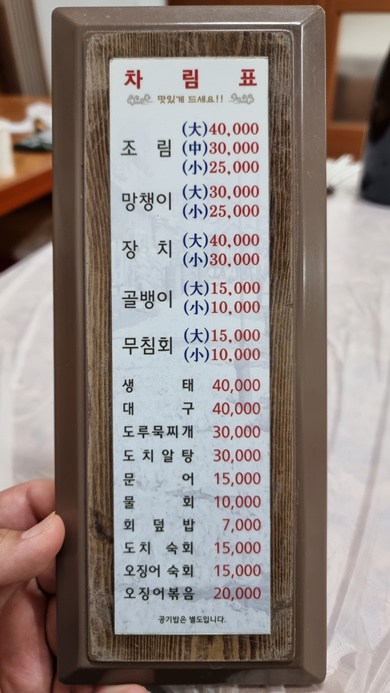 차 림 표
맛있게 드세요!!
조 림 (大)40,000
(中)30,000
(小)25,000
망챙이 (大)30,000
(小)25,000
장 치 (大)40,000
(小)30,000
골뱅이 (大)15,000
(小)10,000
무침회 (大)15,000
(小)10,000
생 태 40,000
대 구 40,000
도루묵찌개 30,000
도 치 알 탕 30,000
문 어 15,000
물 회 10,000
회 덮 밥 7,000
도치 숙회 15,000
오징어 숙회 15,000
오징어볶음 20,000
공기밥은 별도입니다.